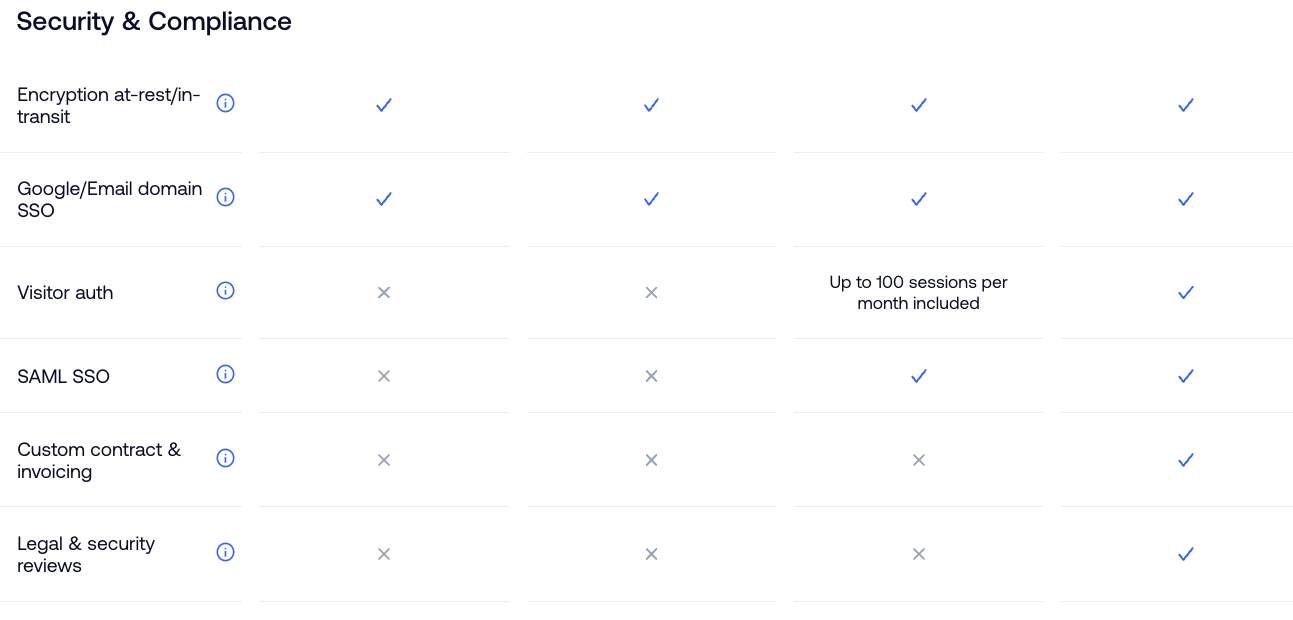 Security & Compliance
Encryption at-rest/in-
transit
Google/Email domain
SSO
Visitor auth
Up to 100 sessions per
month included
SAML SSO
Custom contract &
invoicing
Legal & security
reviews